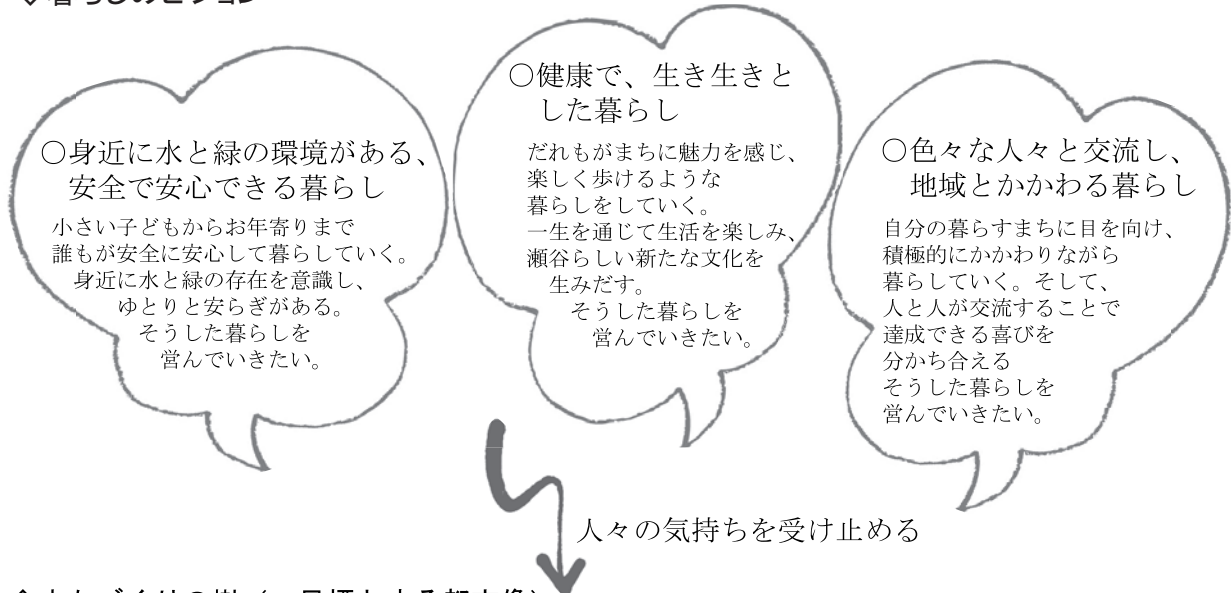 ◇暮らしのビジョン
○身近に水と緑の環境がある、
安全で安心できる暮らし
小さい子どもからお年寄りまで
誰もが安全に安心して暮らしていく。
身近に水と緑の存在を意識し、
ゆとりと安らぎがある。
そうした暮らしを
営んでいきたい。
○健康で、生き生きと
した暮らし
だれもがまちに魅力を感じ、
楽しく歩けるような
暮らしをしていく。
一生を通じて生活を楽しみ、
瀬谷らしい新たな文化を
生みだす。
そうした暮らしを
営んでいきたい。
○色々な人々と交流し、
地域とかかわる暮らし
自分の暮らすまちに目を向け、
積極的にかかわりながら
暮らしていく。そして、
人と人が交流することで
達成できる喜びを
分かち合える
そうした暮らしを
営んでいきたい。
人々の気持ちを受け止める